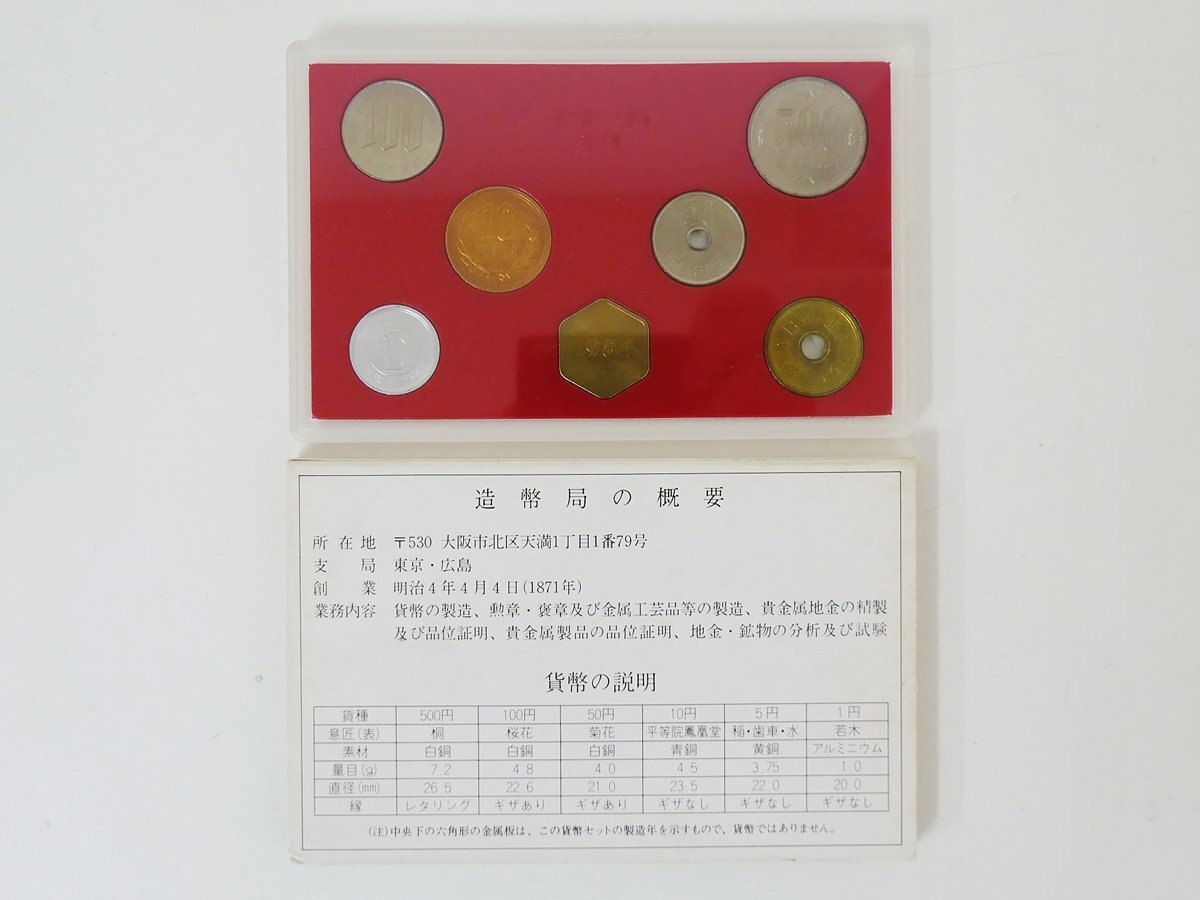 100
500
10
50
1
1984
造幣局の概要
所在地 〒530 大阪市北区天満1丁目1番79号
支局 東京・広島
創業 明治4年4月4日(1871年)
業務内容 貨幣の製造、勲章・褒章及び金属工芸品等の製造、貴金属地金の精製
及び品位証明、貴金属製品の品位証明、地金・鉱物の分析及び試験
貨幣の説明
貨種 500円 100円 50円 10円 5円 1円
意匠(表) 桐 桜花 菊花 平等院鳳凰堂 稲・歯車・水 若木
素材 白銅 白銅 白銅 青銅 黄銅 アルミニウム
量目(g) 7.2 4.8 4.0 4.5 3.75 1.0
直径(mm) 26.5 22.6 21.0 23.5 22.0 20.0
縁 レタリング ギザあり ギザあり ギザなし ギザなし ギザなし
(注)中央下の六角形の金属板は、この貨幣セットの製造年を示すもので、貨幣ではありません。